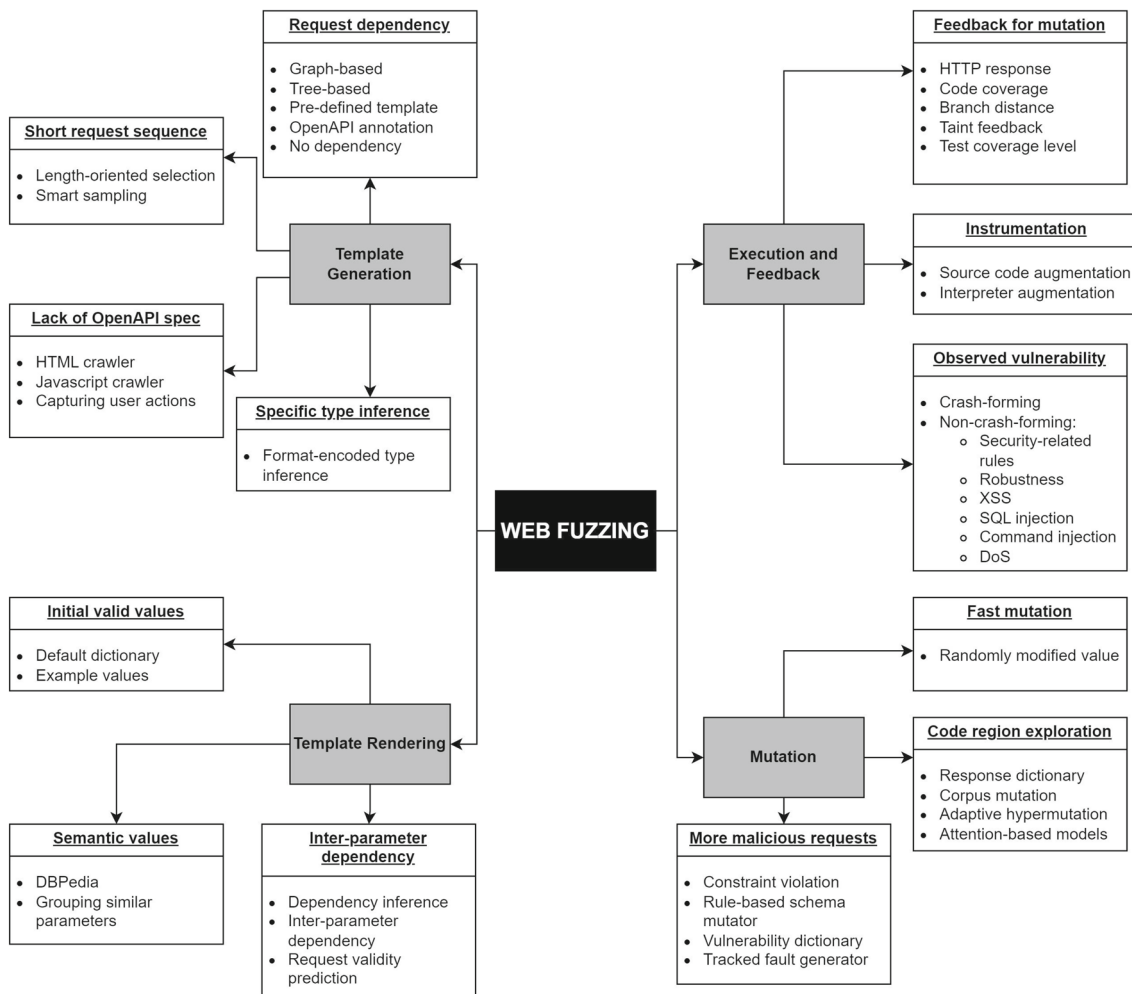 Request dependency
Graph-based
Tree-based
Pre-defined template
OpenAPI annotation
No dependency
Short request sequence
Length-oriented selection
Smart sampling
Template
Generation
Lack of OpenAPI spec
HTML crawler
Javascript crawler
Capturing user actions
Specific type inference
Format-encoded type
inference
WEB FUZZING
Feedback for mutation
HTTP response
Code coverage
Branch distance
Taint feedback
Test coverage level
Execution and
Feedback
Instrumentation
Source code augmentation
Interpreter augmentation
Observed vulnerability
Crash-forming
Non-crash-forming:
Security-related
rules
Robustness
XSS
SQL injection
Command injection
DoS
Initial valid values
Default dictionary
Example values
Template Rendering
Semantic values
DBPedia
Grouping similar
parameters
Inter-parameter
dependency
Dependency inference
Inter-parameter
dependency
Request validity
prediction
Fast mutation
Randomly modified value
Mutation
Code region exploration
Response dictionary
Corpus mutation
Adaptive hypermutation
Attention-based models
More malicious requests
Constraint violation
Rule-based schema
mutator
Vulnerability dictionary
Tracked fault generator